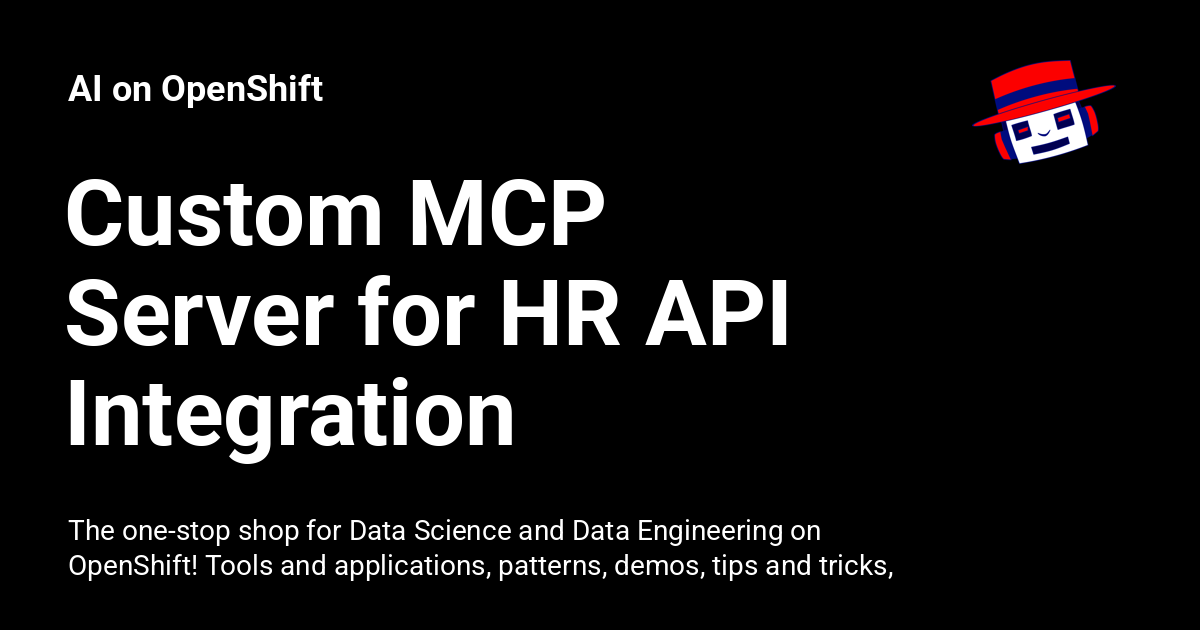 AI on OpenShift
Custom MCP
Server for HR API
Integration
The one-stop shop for Data Science and Data Engineering on
OpenShift! Tools and applications, patterns, demos, tips and tricks,